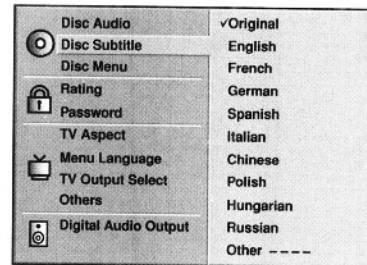 Disc Audio
Disc Subtitle
Disc Menu
Rating
Password
TV Aspect
Menu Language
TV Output Select
Others
Digital Audio Output
✓Original
English
French
German
Spanish
Italian
Chinese
Polish
Hungarian
Russian
Other – – – –